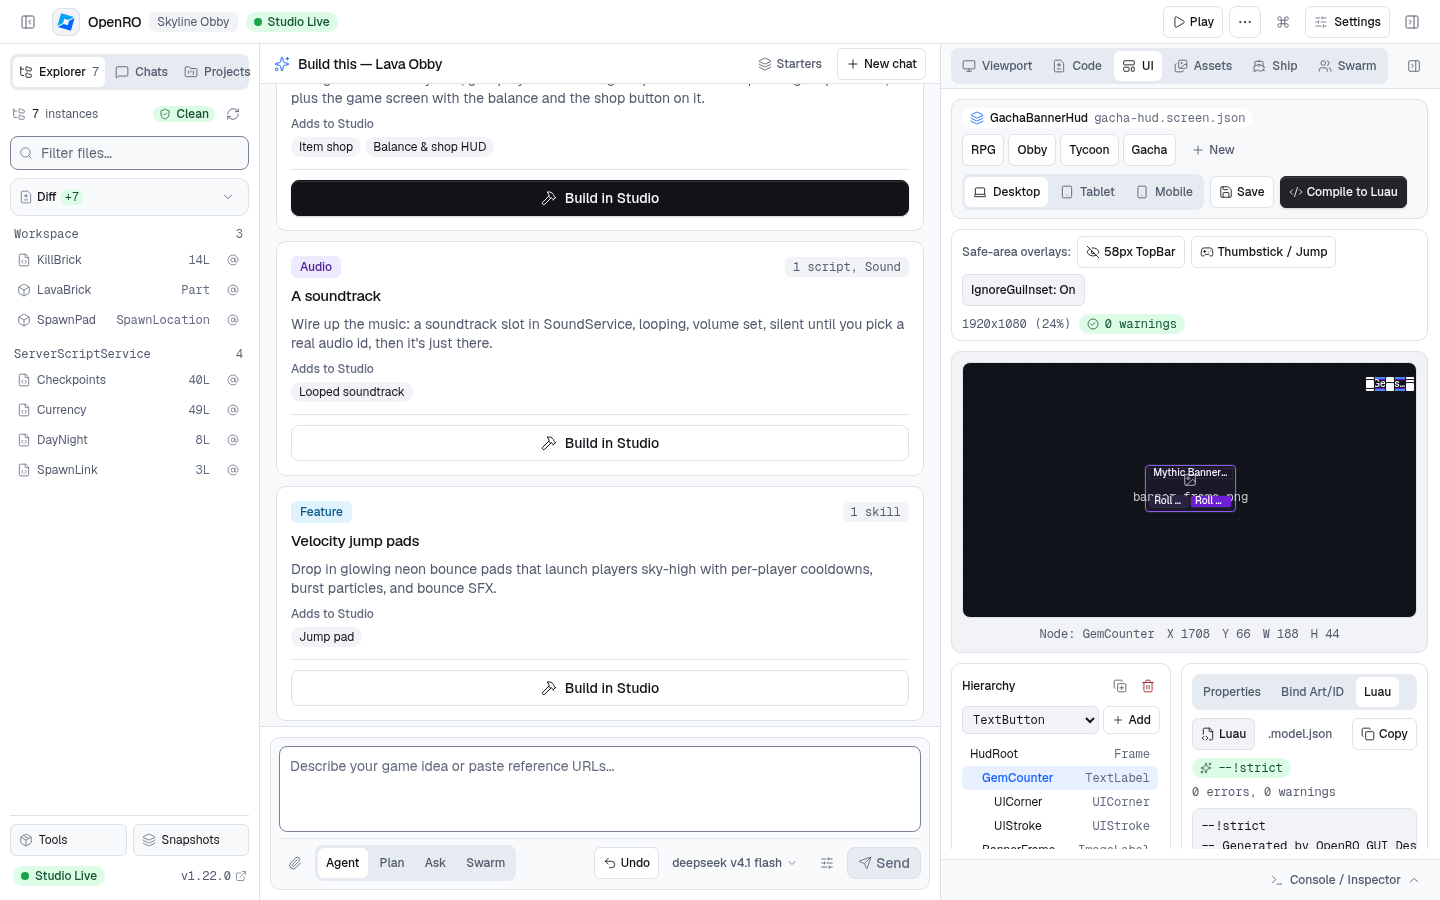 OpenRO Skyline Obby Studio Live
Play Settings
Explorer 7 Chats Projects
7 instances Clean
Filter files...
Diff +7
Workspace 3
KillBrick 14L
LavaBrick Part
SpawnPad SpawnLocation
ServerScriptService 4
Checkpoints 40L
Currency 49L
DayNight 8L
SpawnLink 3L
Tools Snapshots
Studio Live v1.22.0
Build this — Lava Obby Starters New chat
plus the game screen with the balance and the shop button on it.
Adds to Studio
Item shop Balance & shop HUD
Build in Studio
Audio 1 script, Sound
A soundtrack
Wire up the music: a soundtrack slot in SoundService, looping, volume set, silent until you pick a
real audio id, then it's just there.
Adds to Studio
Looped soundtrack
Build in Studio
Feature 1 skill
Velocity jump pads
Drop in glowing neon bounce pads that launch players sky-high with per-player cooldowns,
burst particles, and bounce SFX.
Adds to Studio
Jump pad
Build in Studio
Describe your game idea or paste reference URLs...
Agent Plan Ask Swarm Undo deepseek v4.1 flash Send
Viewport Code UI Assets Ship Swarm
GachaBannerHud gacha-hud.screen.json
RPG Obby Tycoon Gacha New
Desktop Tablet Mobile Save Compile to Luau
Safe-area overlays: 58px TopBar Thumbstick / Jump
IgnoreGuiInset: On
1920x1080 (24%) 0 warnings
Mythic Banner...
Roll ... Roll ...
Node: GemCounter X 1708 Y 66 W 188 H 44
Hierarchy
TextButton Add
HudRoot Frame
GemCounter TextLabel
UICorner UICorner
UIStroke UIStroke
BannerFrame ImageLabel
Properties Bind Art/ID Luau
Luau .model.json Copy
--!strict
0 errors, 0 warnings
--!strict
-- Generated by OpenRO GUI Des
Console / Inspector